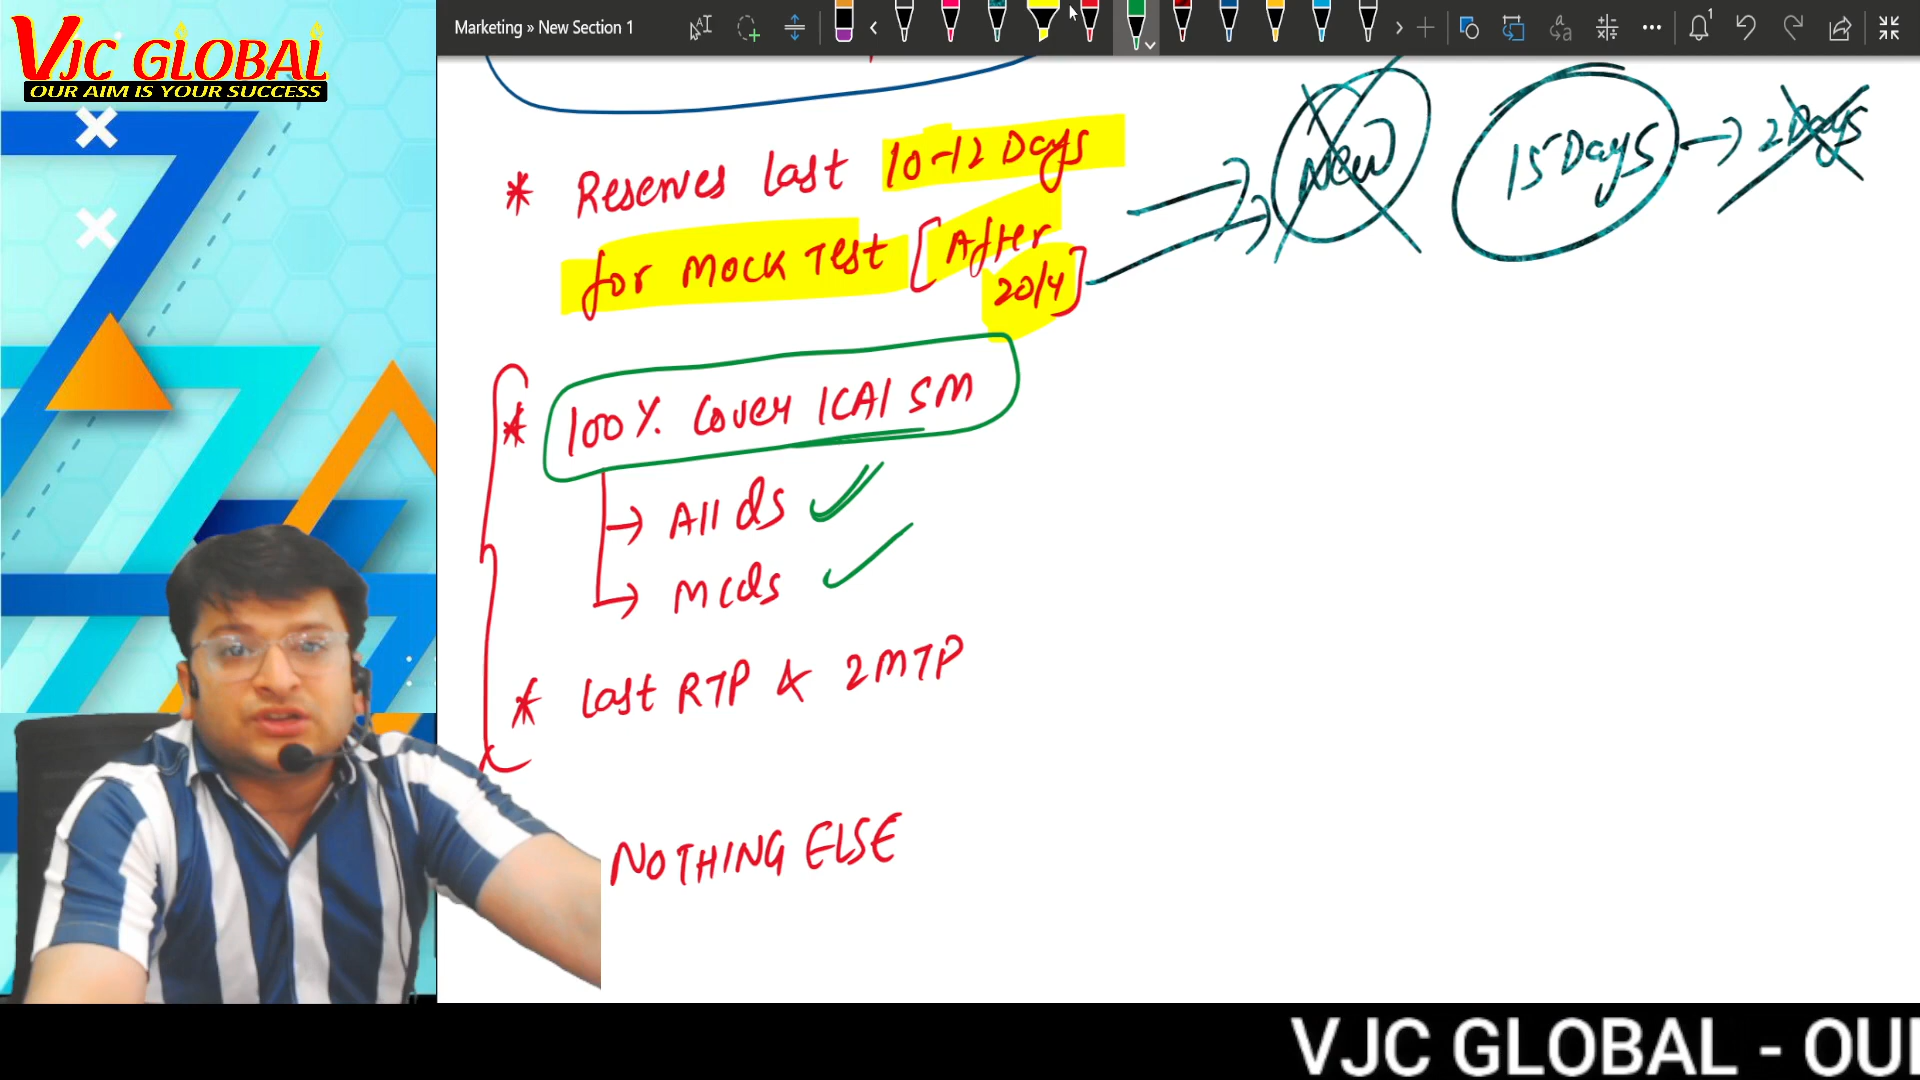 VJC GLOBAL
OUR AIM IS YOUR SUCCESS
Marketing » New Section 1
* Reserves last 10-12 Days
for Mock Test [After
20/4]
New
15 Days → 2 Days
* 100% Cover ICAI SM
→ All Qs
→ MCQs
* last RTP & 2 MTP
NOTHING ELSE
VJC GLOBAL - OU